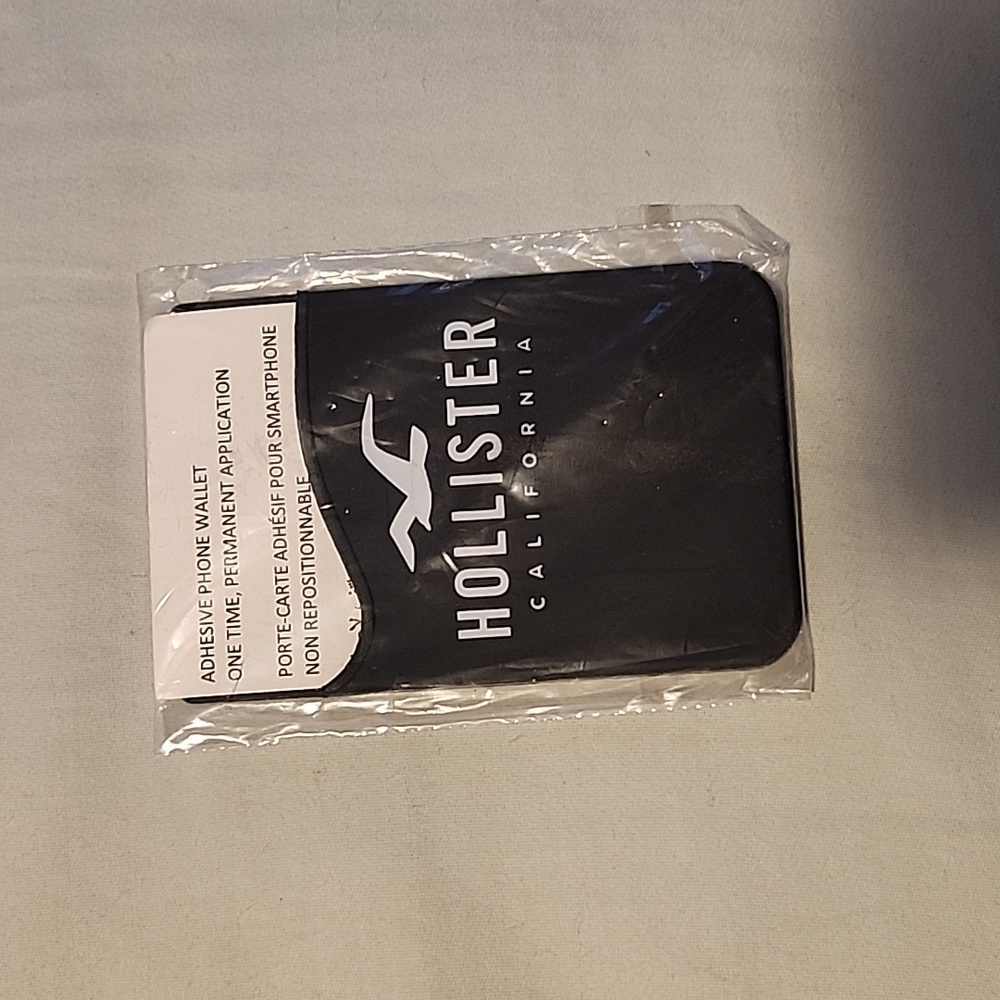 ADHESIVE PHONE WALLET
ONE TIME, PERMANENT APPLICATION
PORTE-CARTE ADHÉSIF POUR SMARTPHONE
NON REPOSITIONNABLE
HOLLISTER
CALIFORNIA